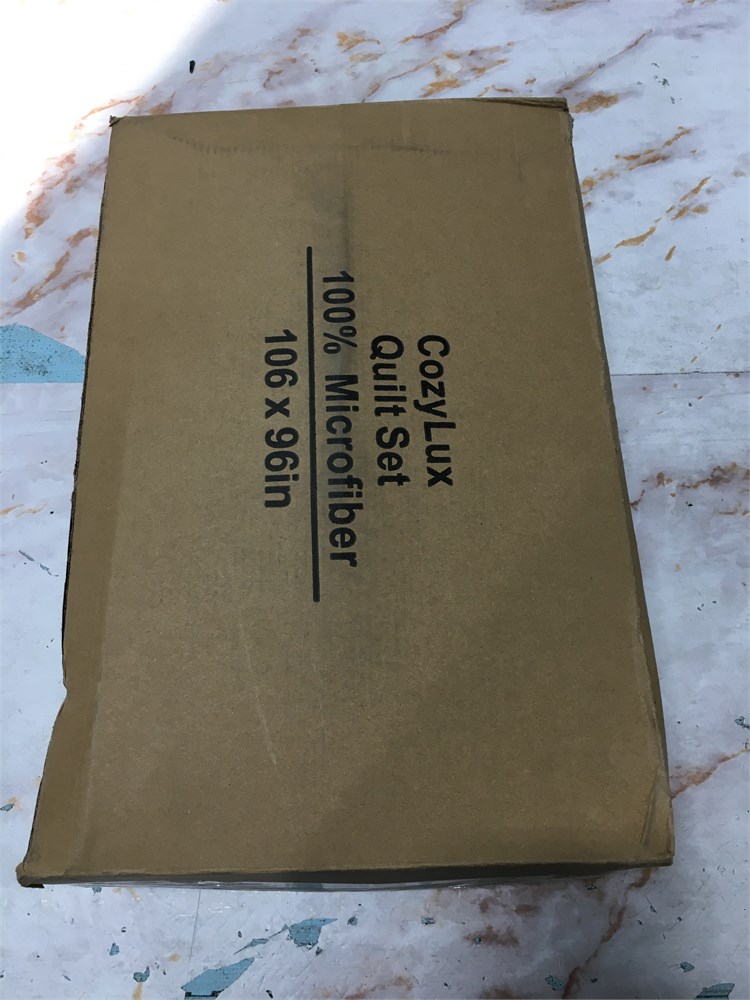 CozyLux
Quilt Set
100% Microfiber
106 x 96in